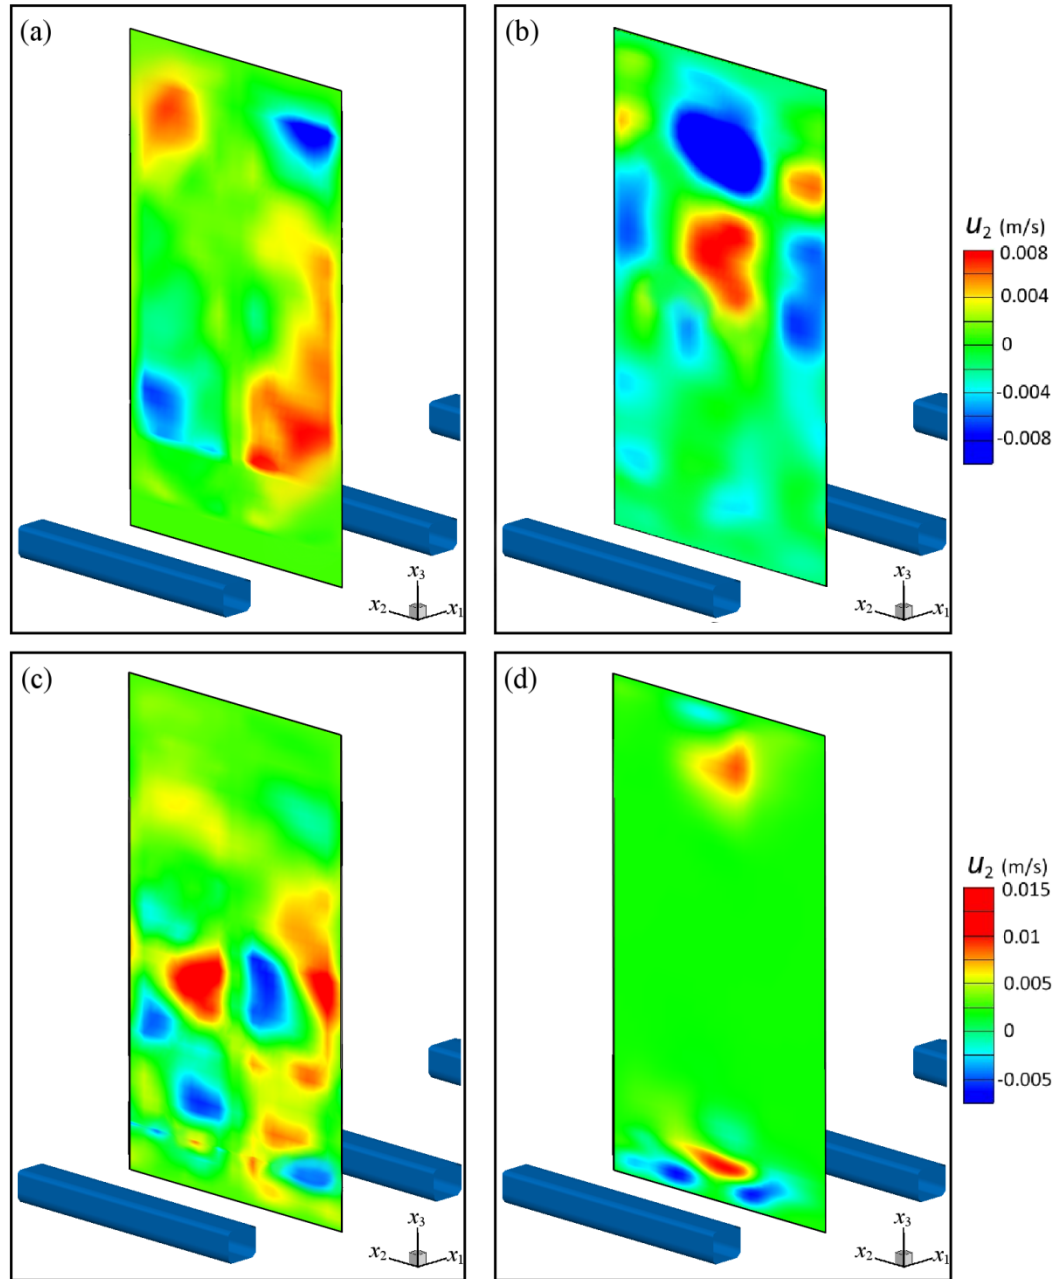 (a)
(b)
u2 (m/s)
0.008
0.004
0
-0.004
-0.008
x3
x2
x1
x3
x2
x1
(c)
(d)
u2 (m/s)
0.015
0.01
0.005
0
-0.005
x3
x2
x1
x3
x2
x1